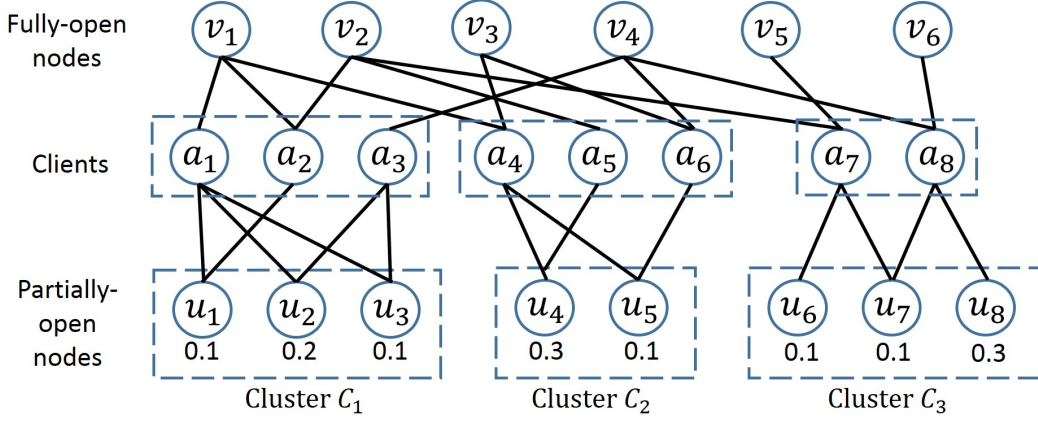 Fully-open
nodes
v₁ v₂ v₃ v₄ v₅ v₆
Clients
a₁ a₂ a₃ a₄ a₅ a₆ a₇ a₈
Partially-
open
nodes
u₁ u₂ u₃ u₄ u₅ u₆ u₇ u₈
0.1 0.2 0.1 0.3 0.1 0.1 0.1 0.3
Cluster C₁ Cluster C₂ Cluster C₃